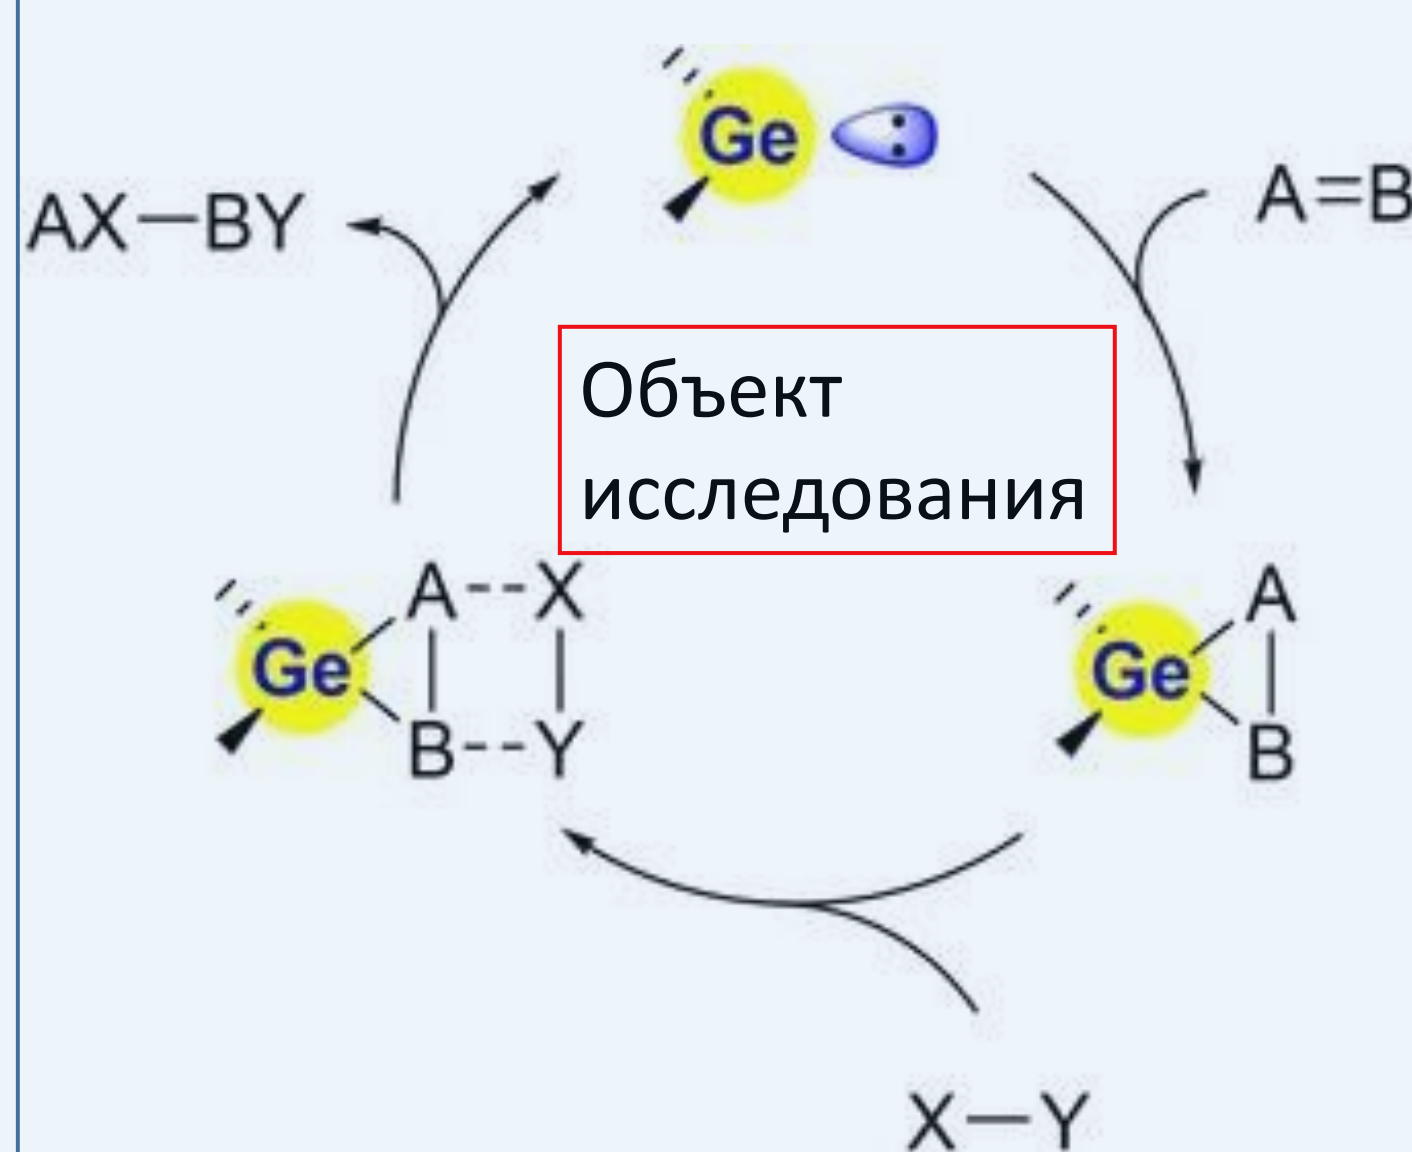 Ge
AX—BY
A=B
Объект
исследования
A--X
Ge
B--Y
A
Ge
B
X—Y